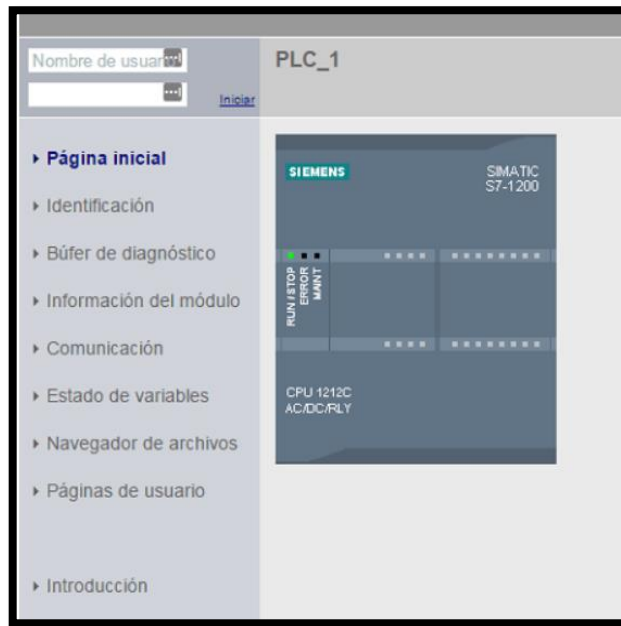 Nombre de usuar
Iniciar
PLC_1
Página inicial
Identificación
Búfer de diagnóstico
Información del módulo
Comunicación
Estado de variables
Navegador de archivos
Páginas de usuario
Introducción
SIEMENS
SIMATIC
S7-1200
RUN / STOP
ERROR
MAINT
CPU 1212C
AC/DC/RLY